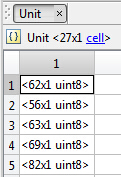 Unit
Unit <27x1 cell>
1
1 <62x1 uint8>
2 <56x1 uint8>
3 <63x1 uint8>
4 <69x1 uint8>
5 <82x1 uint8>